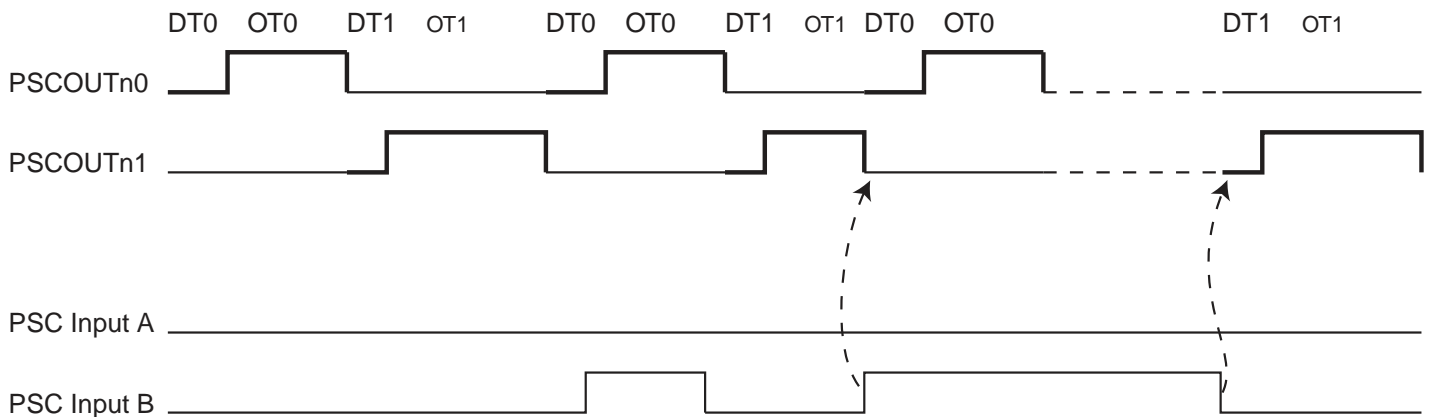 DT0 OT0 DT1 OT1 DT0 OT0 DT1 OT1 DT0 OT0 DT1 OT1
PSCOUTn0
PSCOUTn1
PSC Input A
PSC Input B